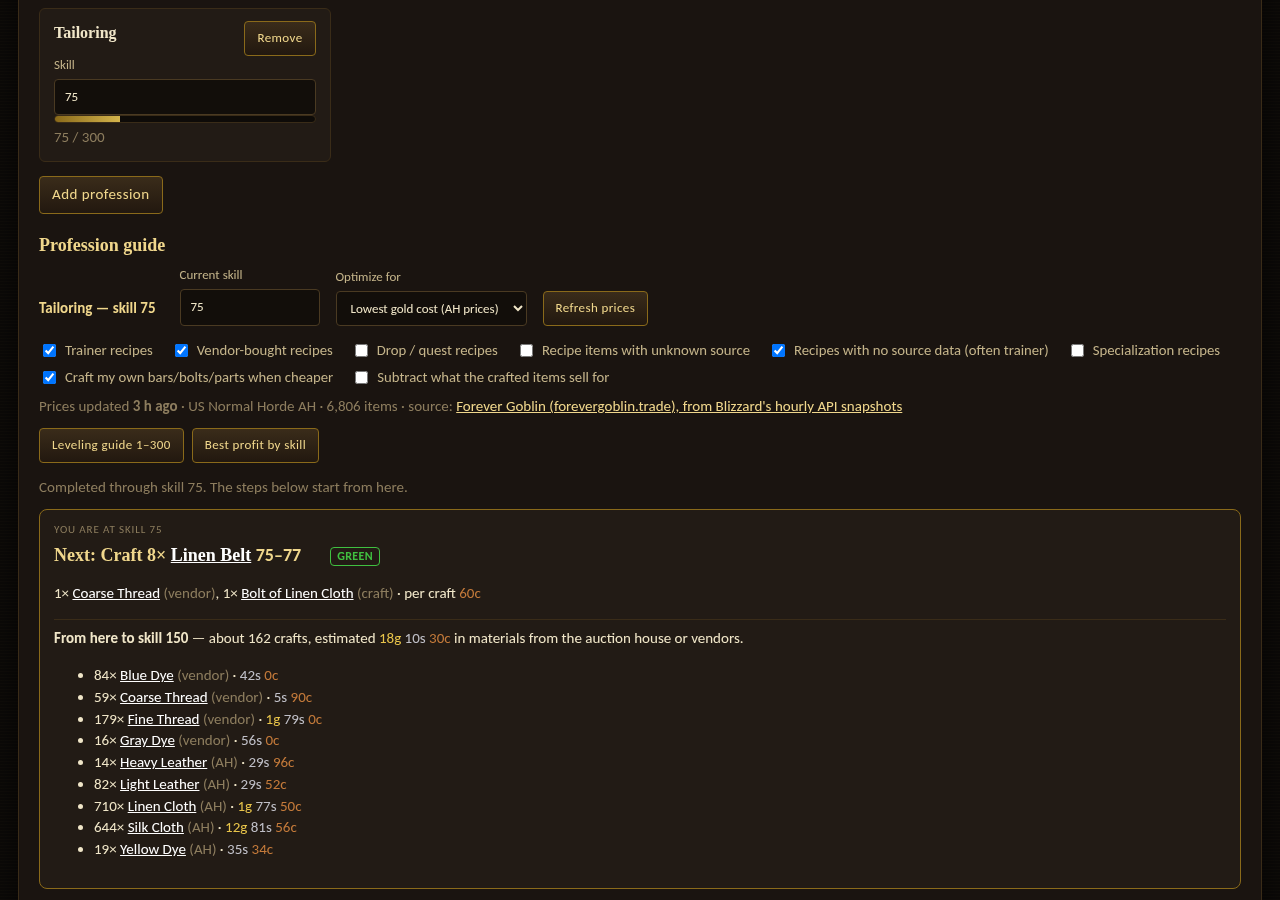 Tailoring
Remove
Skill
75
75 / 300
Add profession
Profession guide
Current skill
Optimize for
Tailoring — skill 75
75
Lowest gold cost (AH prices)
Refresh prices
Trainer recipes
Vendor-bought recipes
Drop / quest recipes
Recipe items with unknown source
Recipes with no source data (often trainer)
Specialization recipes
Craft my own bars/bolts/parts when cheaper
Subtract what the crafted items sell for
Prices updated 3 h ago · US Normal Horde AH · 6,806 items · source: Forever Goblin (forevergoblin.trade), from Blizzard's hourly API snapshots
Leveling guide 1–300
Best profit by skill
Completed through skill 75. The steps below start from here.
YOU ARE AT SKILL 75
Next: Craft 8× Linen Belt 75–77 GREEN
1× Coarse Thread (vendor), 1× Bolt of Linen Cloth (craft) · per craft 60c
From here to skill 150 — about 162 crafts, estimated 18g 10s 30c in materials from the auction house or vendors.
84× Blue Dye (vendor) · 42s 0c
59× Coarse Thread (vendor) · 5s 90c
179× Fine Thread (vendor) · 1g 79s 0c
16× Gray Dye (vendor) · 56s 0c
14× Heavy Leather (AH) · 29s 96c
82× Light Leather (AH) · 29s 52c
710× Linen Cloth (AH) · 1g 77s 50c
644× Silk Cloth (AH) · 12g 81s 56c
19× Yellow Dye (AH) · 35s 34c